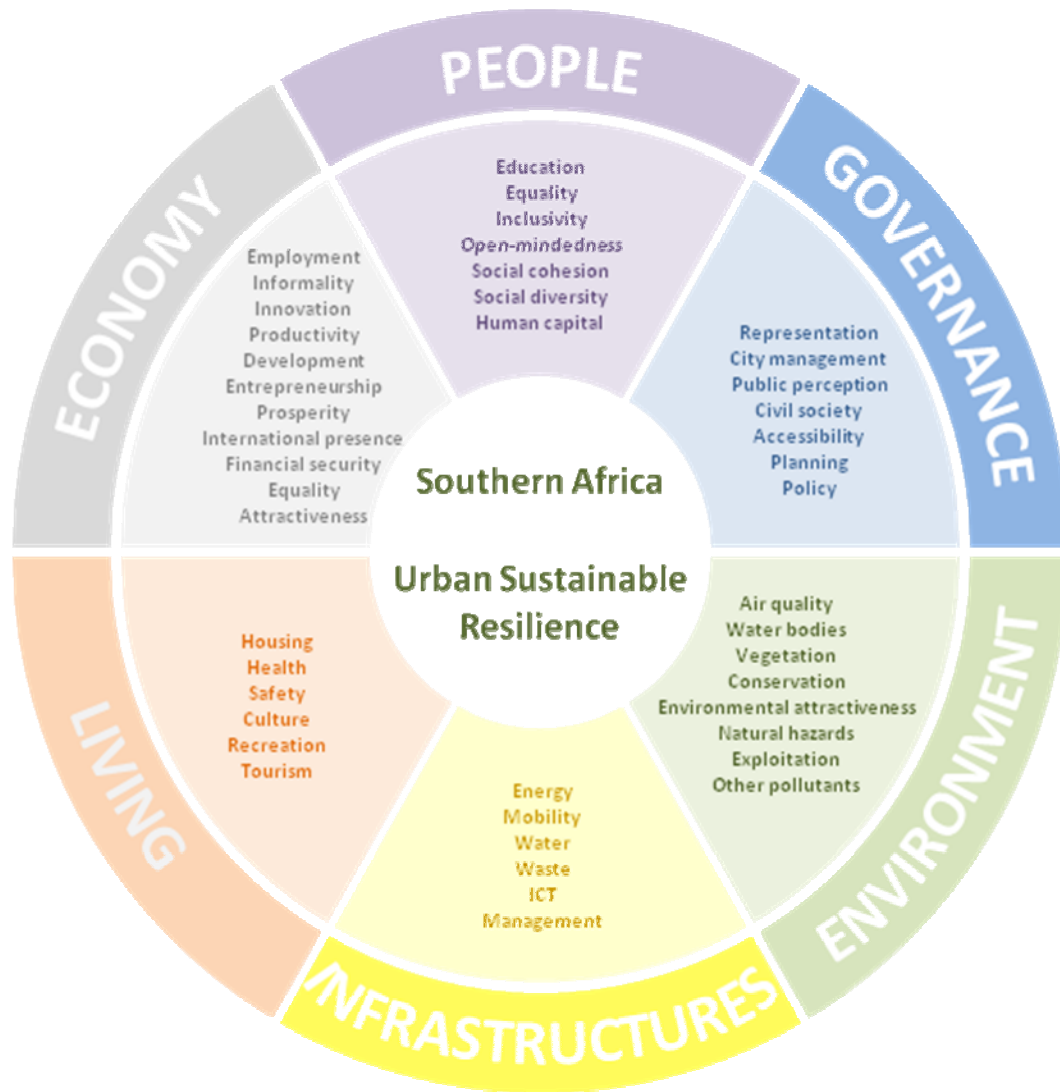 PEOPLE
Education
Equality
Inclusivity
Open-mindedness
Social cohesion
Social diversity
Human capital
GOVERNANCE
Representation
City management
Public perception
Civil society
Accessibility
Planning
Policy
ENVIRONMENT
Air quality
Water bodies
Vegetation
Conservation
Environmental attractiveness
Natural hazards
Exploitation
Other pollutants
INFRASTRUCTURES
Energy
Mobility
Water
Waste
ICT
Management
LIVING
Housing
Health
Safety
Culture
Recreation
Tourism
ECONOMY
Employment
Informality
Innovation
Productivity
Development
Entrepreneurship
Prosperity
International presence
Financial security
Equality
Attractiveness
Southern Africa
Urban Sustainable
Resilience